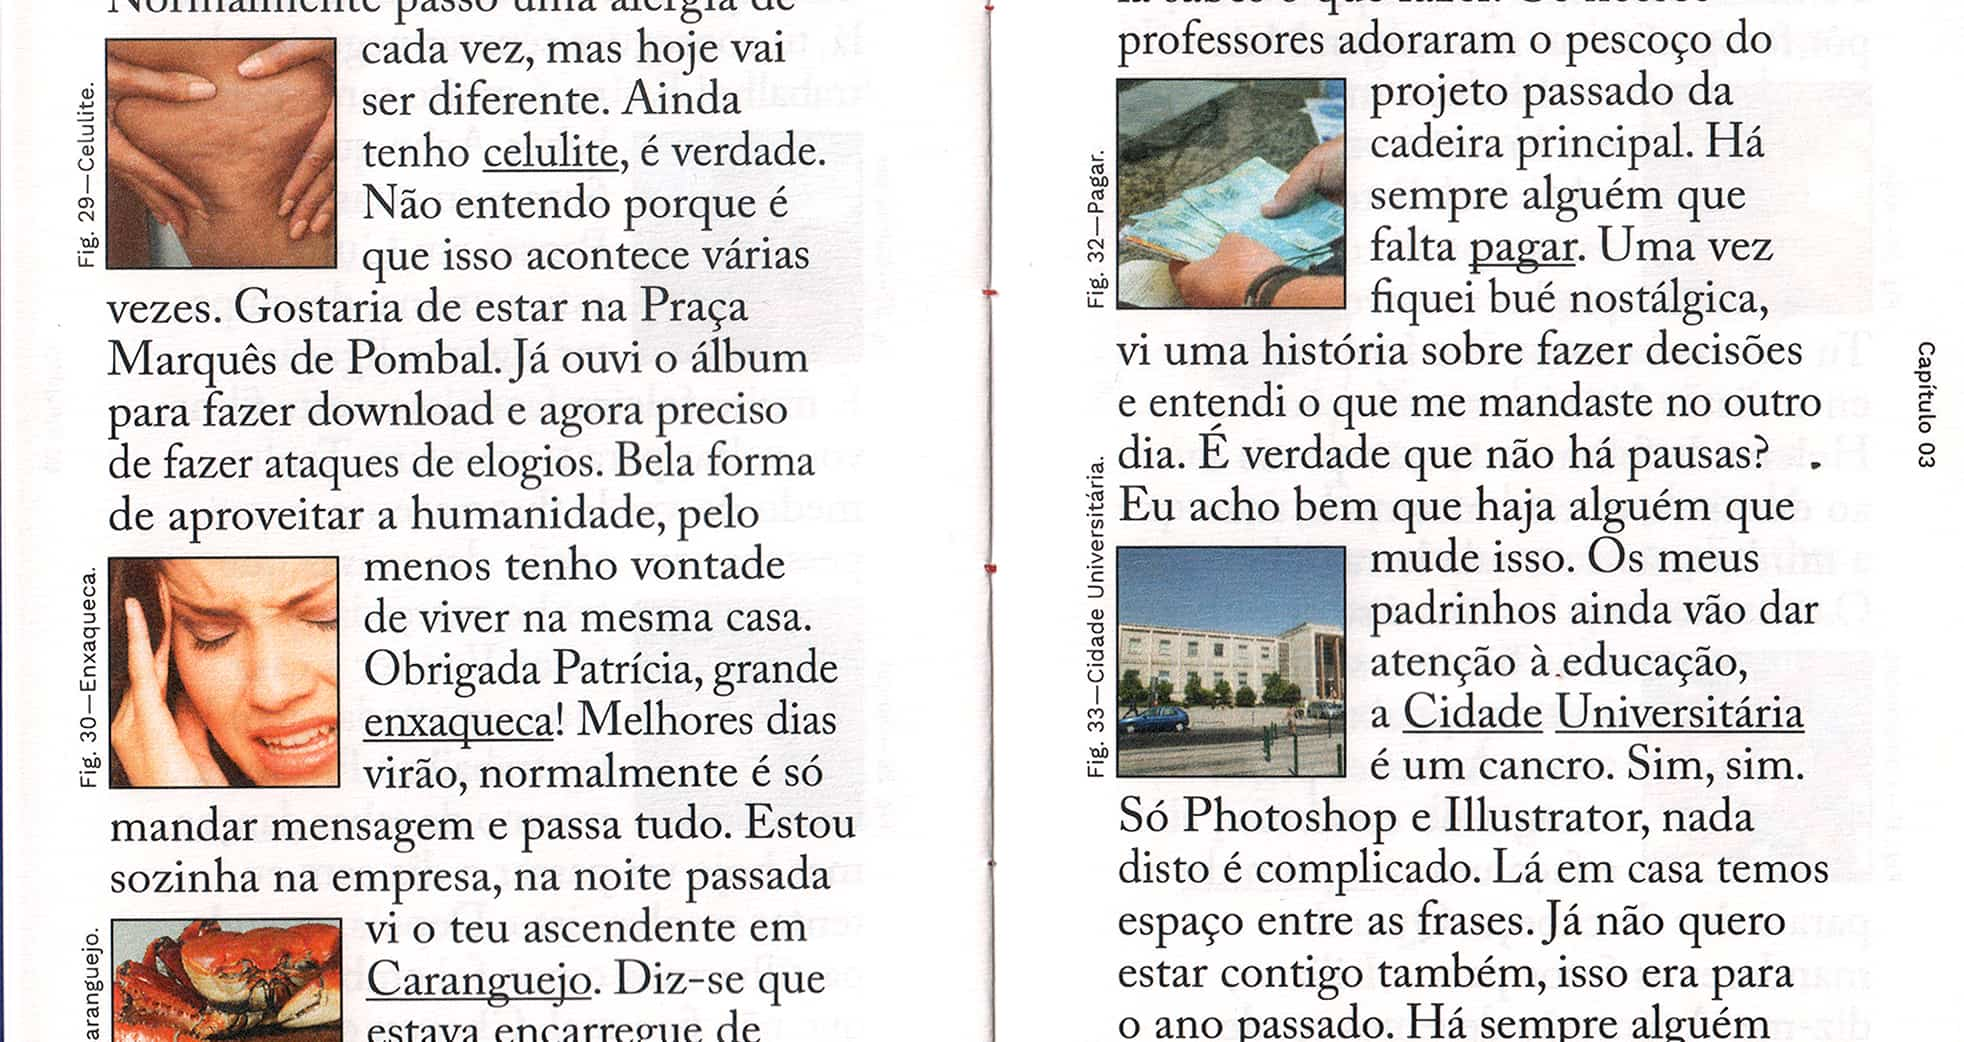 Normalmente passo uma alergia de
cada vez, mas hoje vai
ser diferente. Ainda
tenho celulite, é verdade.
Não entendo porque é
que isso acontece várias
vezes. Gostaria de estar na Praça
Marquês de Pombal. Já ouvi o álbum
para fazer download e agora preciso
de fazer ataques de elogios. Bela forma
de aproveitar a humanidade, pelo
menos tenho vontade
de viver na mesma casa.
Obrigada Patrícia, grande
enxaqueca! Melhores dias
virão, normalmente é só
mandar mensagem e passa tudo. Estou
sozinha na empresa, na noite passada
vi o teu ascendente em
Caranguejo. Diz-se que
estava encarregue de
Fig. 29—Celulite.
Fig. 30—Enxaqueca.
aranguejo.
professores adoraram o pescoço do
projeto passado da
cadeira principal. Há
sempre alguém que
falta pagar. Uma vez
fiquei bué nostálgica,
vi uma história sobre fazer decisões
e entendi o que me mandaste no outro
dia. É verdade que não há pausas?
Eu acho bem que haja alguém que
mude isso. Os meus
padrinhos ainda vão dar
atenção à educação,
a Cidade Universitária
é um cancro. Sim, sim.
Só Photoshop e Illustrator, nada
disto é complicado. Lá em casa temos
espaço entre as frases. Já não quero
estar contigo também, isso era para
o ano passado. Há sempre alguém
Fig. 32—Pagar.
Fig. 33—Cidade Universitária.
Capítulo 03